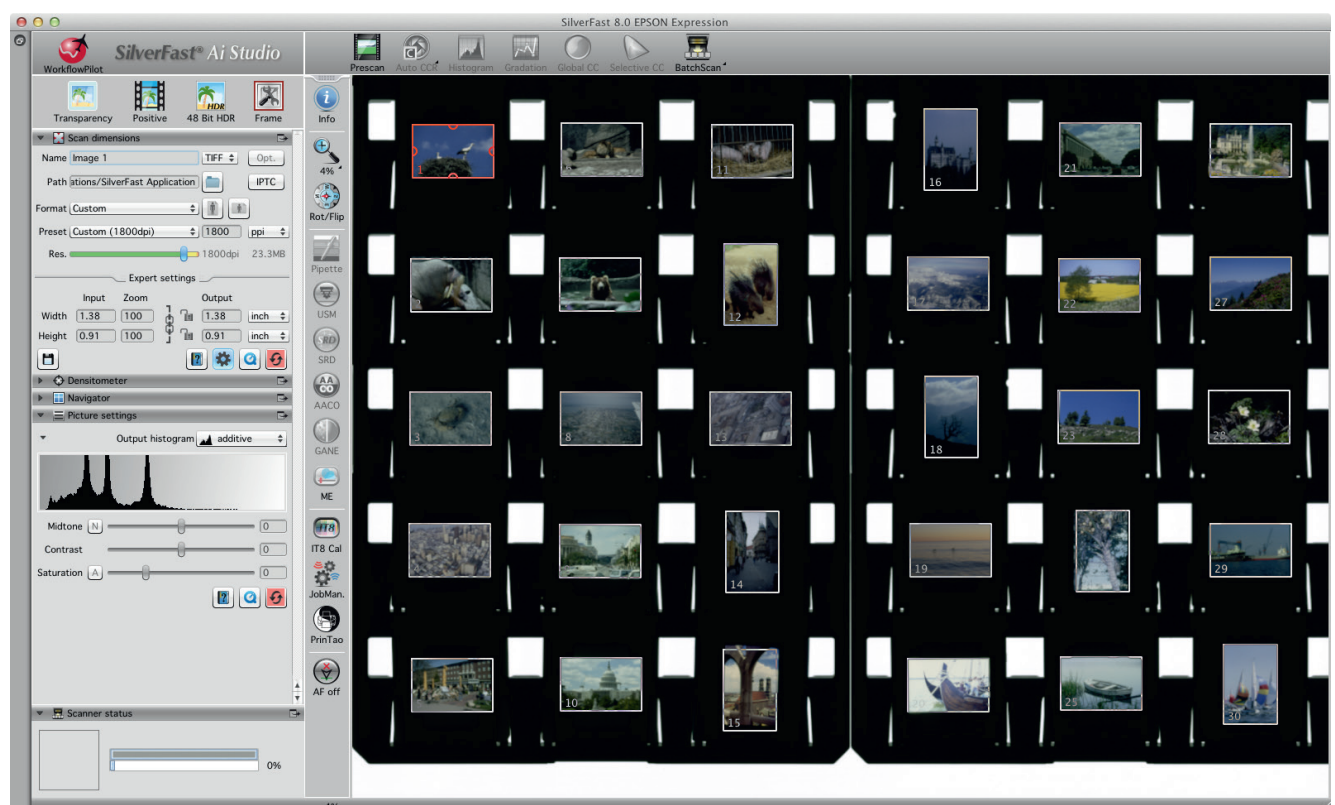 SilverFast 8.0 EPSON Expression
WorkflowPilot
SilverFast® Ai Studio
Prescan Auto CCR Histogram Gradation Global CC Selective CC BatchScan
Transparency Positive 48 Bit HDR Frame
HDR
Scan dimensions
Name Image 1 TIFF Opt.
Path ations/SilverFast Application IPTC
Format Custom
Preset Custom (1800dpi) 1800 ppi
Res. 1800dpi 23.3MB
Expert settings
Input Zoom Output
Width 1.38 100 1.38 inch
Height 0.91 100 0.91 inch
Densitometer
Navigator
Picture settings
Output histogram additive
Midtone N 0
Contrast 0
Saturation A 0
Scanner status
0%
Info
4%
Rot/Flip
Pipette
USM
SRD
SRD
AACO
AA
CO
GANE
ME
IT8
IT8 Cal
JobMan.
PrinTao
AF off
1
11
16
21
12
22
27
3
8
13
18
23
28
14
19
29
10
15
25
30